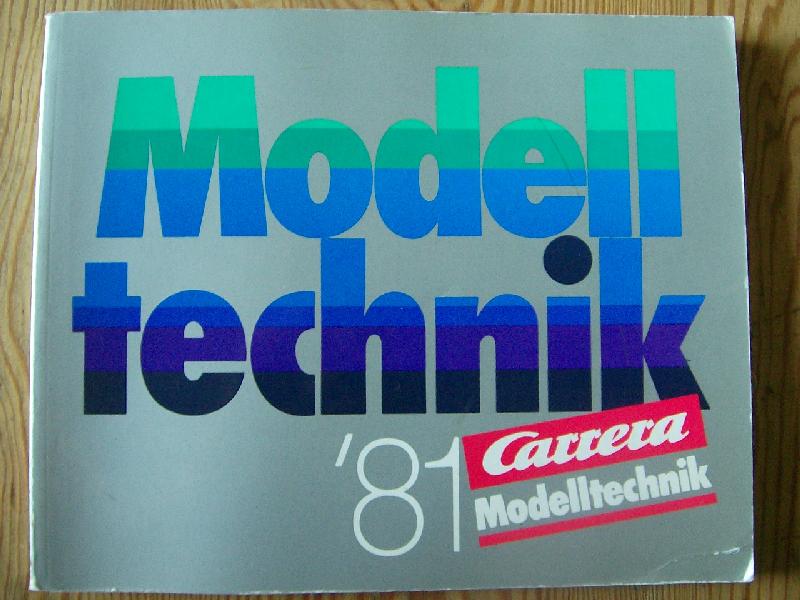 Modell
technik
'81
Carrera
Modelltechnik